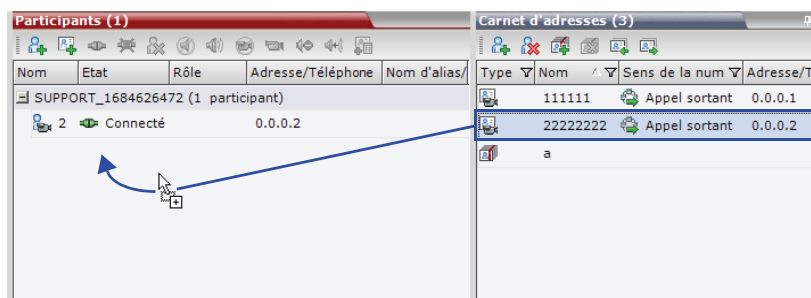 Participants (1)
Nom Etat Rôle Adresse/Téléphone Nom d'alias/
SUPPORT_1684626472 (1 participant)
2 Connecté 0.0.0.2
Carnet d'adresses (3)
Type Nom Sens de la num Adresse/T
111111 Appel sortant 0.0.0.1
22222222 Appel sortant 0.0.0.2
a